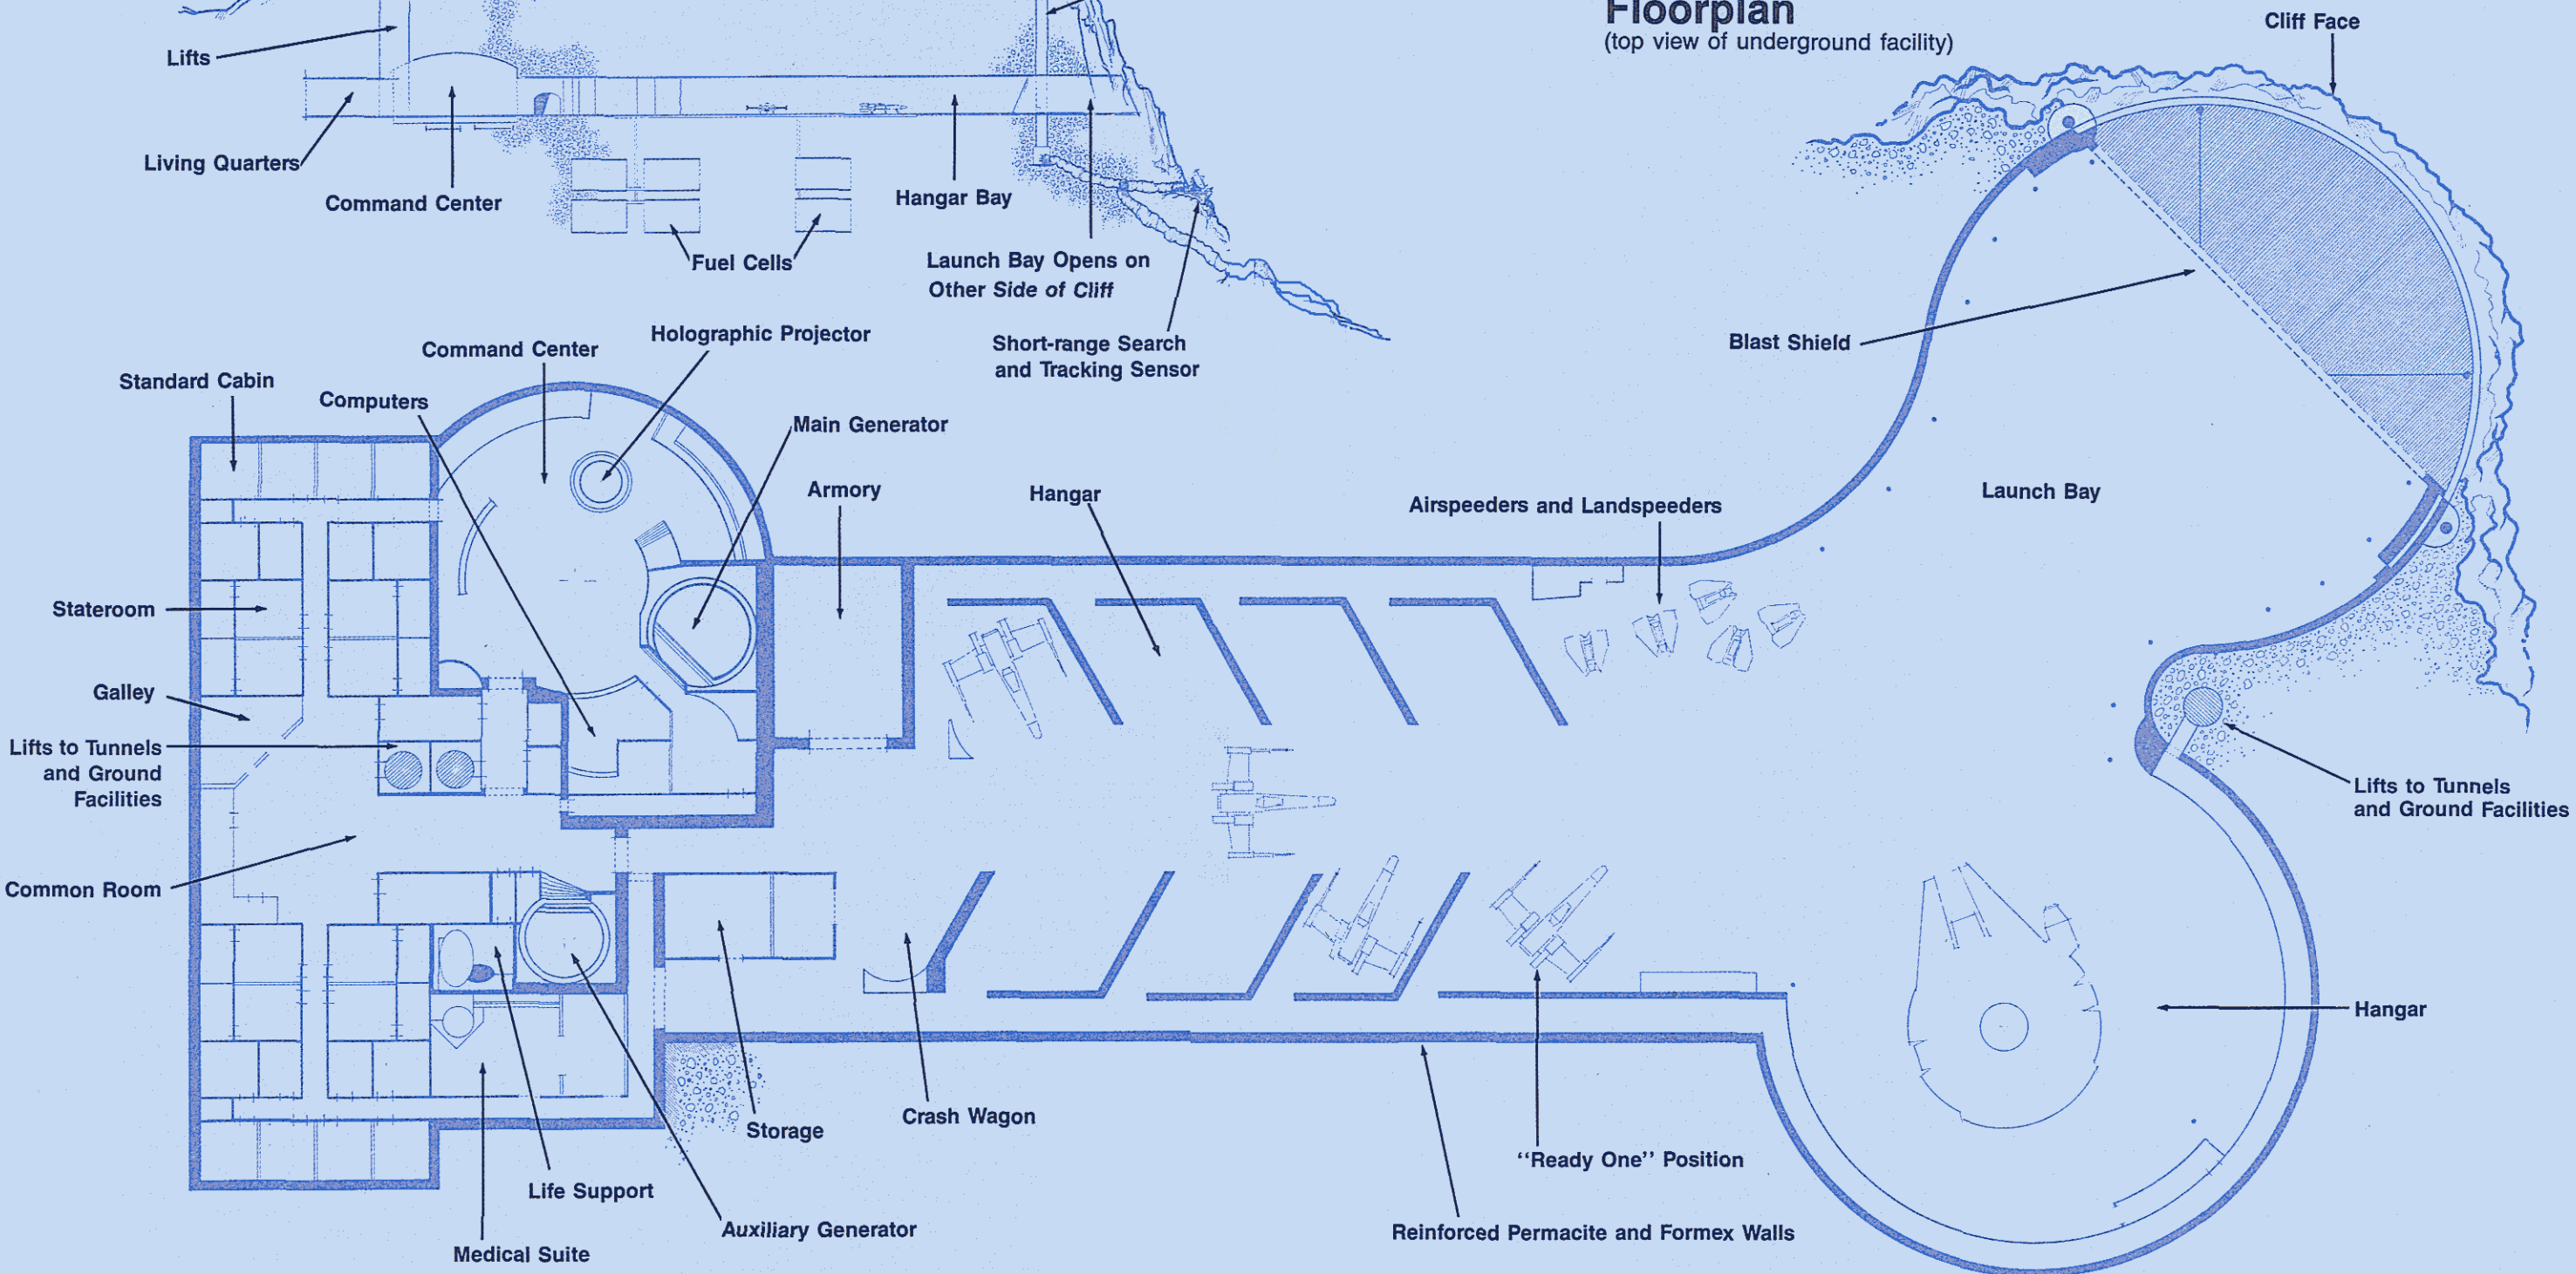 Floorplan
(top view of underground facility)
Cliff Face
Lifts
Living Quarters
Command Center
Hangar Bay
Fuel Cells
Launch Bay Opens on
Other Side of Cliff
Short-range Search
and Tracking Sensor
Blast Shield
Holographic Projector
Command Center
Standard Cabin
Computers
Main Generator
Armory
Hangar
Airspeeders and Landspeeders
Launch Bay
Stateroom
Galley
Lifts to Tunnels
and Ground
Facilities
Lifts to Tunnels
and Ground Facilities
Common Room
Hangar
Storage
Crash Wagon
"Ready One" Position
Life Support
Auxiliary Generator
Reinforced Permacite and Formex Walls
Medical Suite